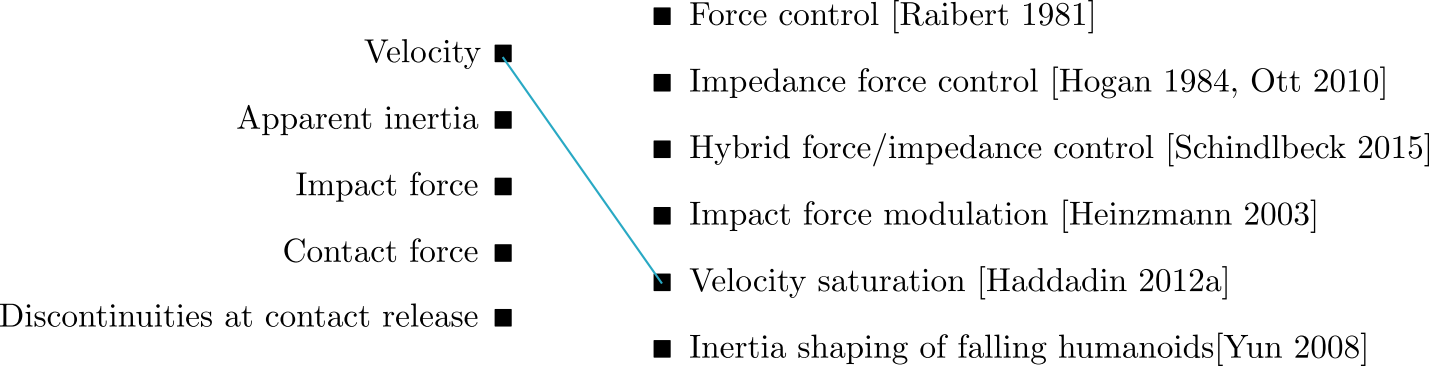 Velocity
Apparent inertia
Impact force
Contact force
Discontinuities at contact release
Force control [Raibert 1981]
Impedance force control [Hogan 1984, Ott 2010]
Hybrid force/impedance control [Schindlbeck 2015]
Impact force modulation [Heinzmann 2003]
Velocity saturation [Haddadin 2012a]
Inertia shaping of falling humanoids[Yun 2008]